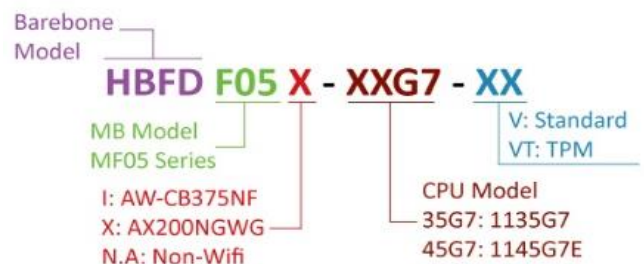 Barebone
Model
HBFD F05 X - XXG7 - XX
MB Model
MF05 Series
V: Standard
VT: TPM
I: AW-CB375NF
X: AX200NGWG
N.A: Non-Wifi
CPU Model
35G7: 1135G7
45G7: 1145G7E